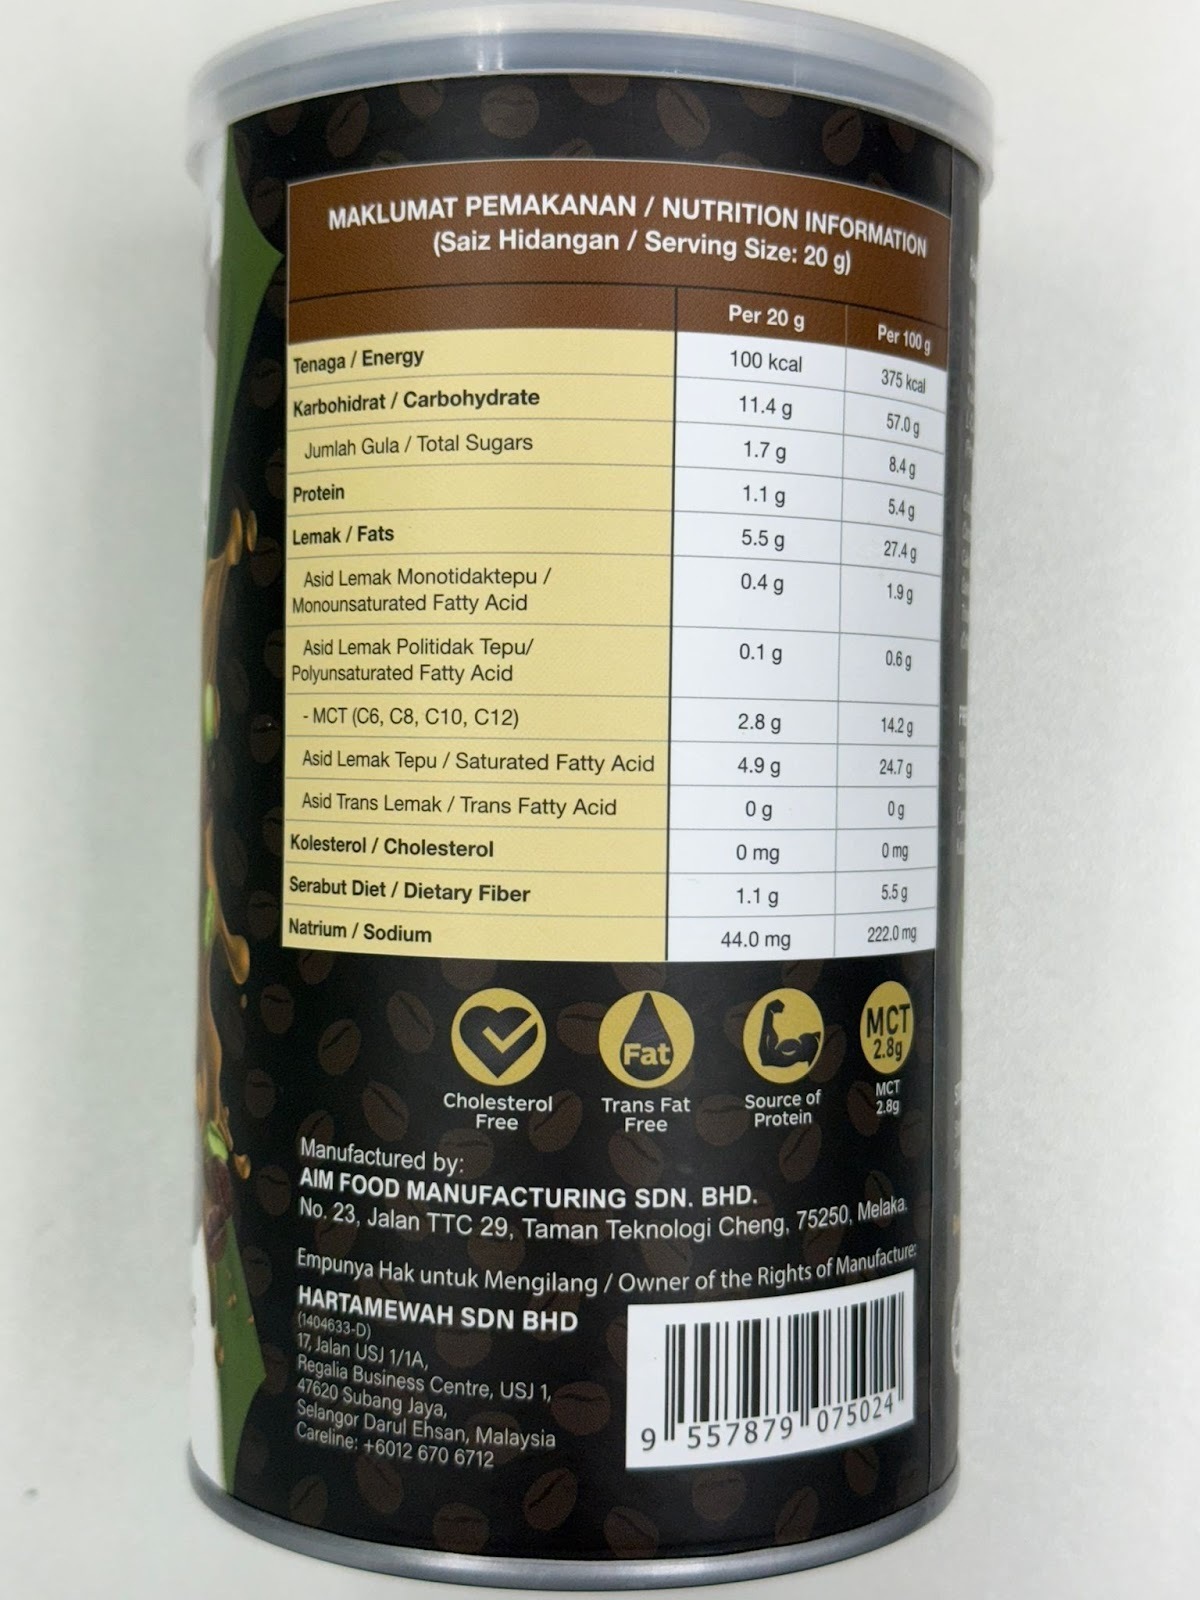 MAKLUMAT PEMAKANAN / NUTRITION INFORMATION
(Saiz Hidangan / Serving Size: 20 g)
Per 20 g Per 100 g
Tenaga / Energy 100 kcal 375 kcal
Karbohidrat / Carbohydrate 11.4 g 57.0 g
Jumlah Gula / Total Sugars 1.7 g 8.4 g
Protein 1.1 g 5.4 g
Lemak / Fats 5.5 g 27.4 g
Asid Lemak Monotidaktepu /
Monounsaturated Fatty Acid 0.4 g 1.9 g
Asid Lemak Politidak Tepu/
Polyunsaturated Fatty Acid 0.1 g 0.6 g
- MCT (C6, C8, C10, C12) 2.8 g 14.2 g
Asid Lemak Tepu / Saturated Fatty Acid 4.9 g 24.7 g
Asid Trans Lemak / Trans Fatty Acid 0 g 0 g
Kolesterol / Cholesterol 0 mg 0 mg
Serabut Diet / Dietary Fiber 1.1 g 5.5 g
Natrium / Sodium 44.0 mg 222.0 mg
Fat
MCT
2.8g
Cholesterol
Free
Trans Fat
Free
Source of
Protein
MCT
2.8g
Manufactured by:
AIM FOOD MANUFACTURING SDN. BHD.
No. 23, Jalan TTC 29, Taman Teknologi Cheng, 75250, Melaka.
Empunya Hak untuk Mengilang / Owner of the Rights of Manufacture:
HARTAMEWAH SDN BHD
(1404633-D)
17, Jalan USJ 1/1A,
Regalia Business Centre, USJ 1,
47620 Subang Jaya,
Selangor Darul Ehsan, Malaysia
Careline: +6012 670 6712
9 557879 075024